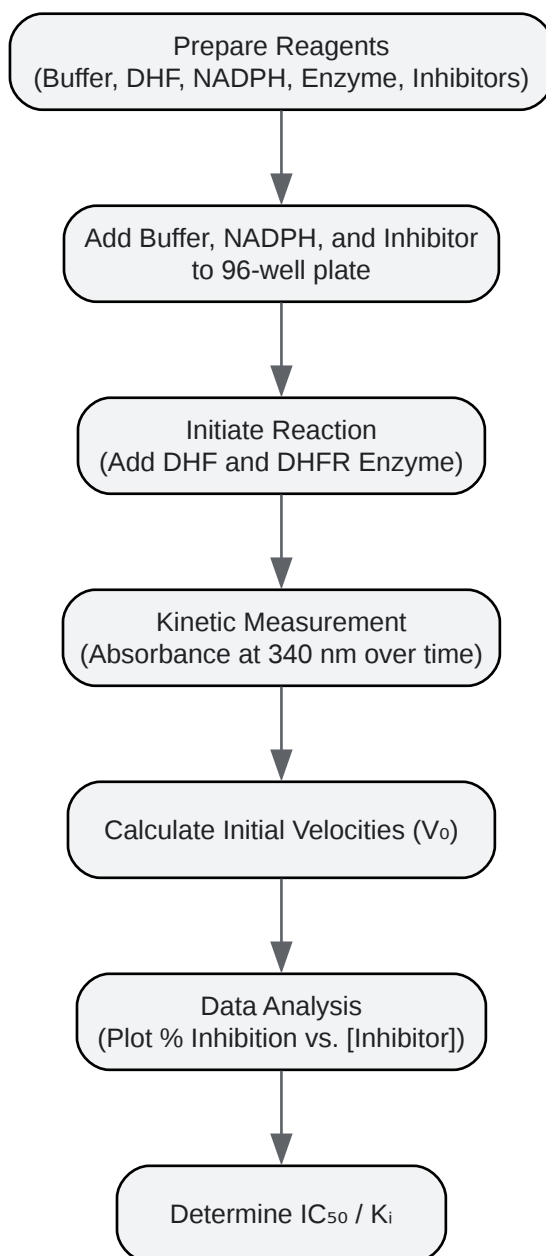 Prepare Reagents
(Buffer, DHF, NADPH, Enzyme, Inhibitors)
Add Buffer, NADPH, and Inhibitor
to 96-well plate
Initiate Reaction
(Add DHF and DHFR Enzyme)
Kinetic Measurement
(Absorbance at 340 nm over time)
Calculate Initial Velocities (V₀)
Data Analysis
(Plot % Inhibition vs. [Inhibitor])
Determine IC₅₀ / Kᵢ